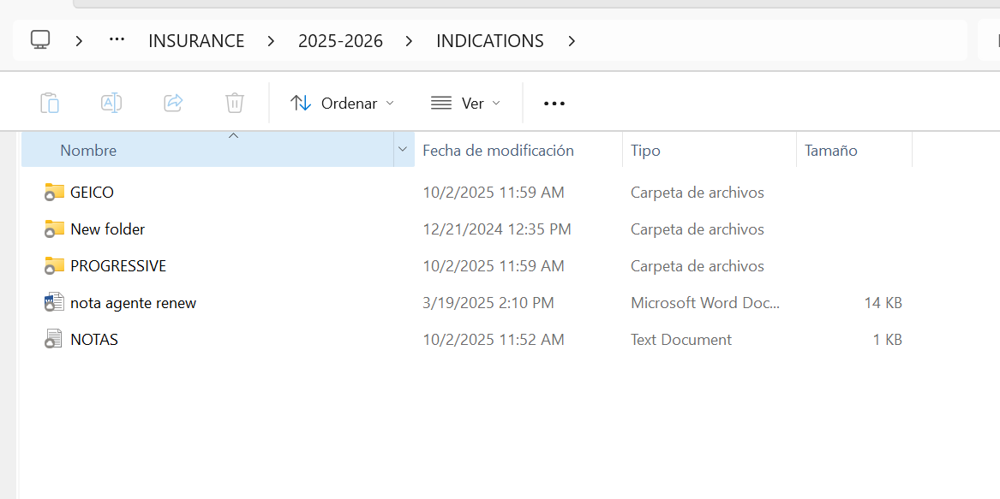 INSURANCE > 2025-2026 > INDICATIONS >
Ordenar Ver
Nombre Fecha de modificación Tipo Tamaño
GEICO 10/2/2025 11:59 AM Carpeta de archivos
New folder 12/21/2024 12:35 PM Carpeta de archivos
PROGRESSIVE 10/2/2025 11:59 AM Carpeta de archivos
nota agente renew 3/19/2025 2:10 PM Microsoft Word Doc... 14 KB
NOTAS 10/2/2025 11:52 AM Text Document 1 KB